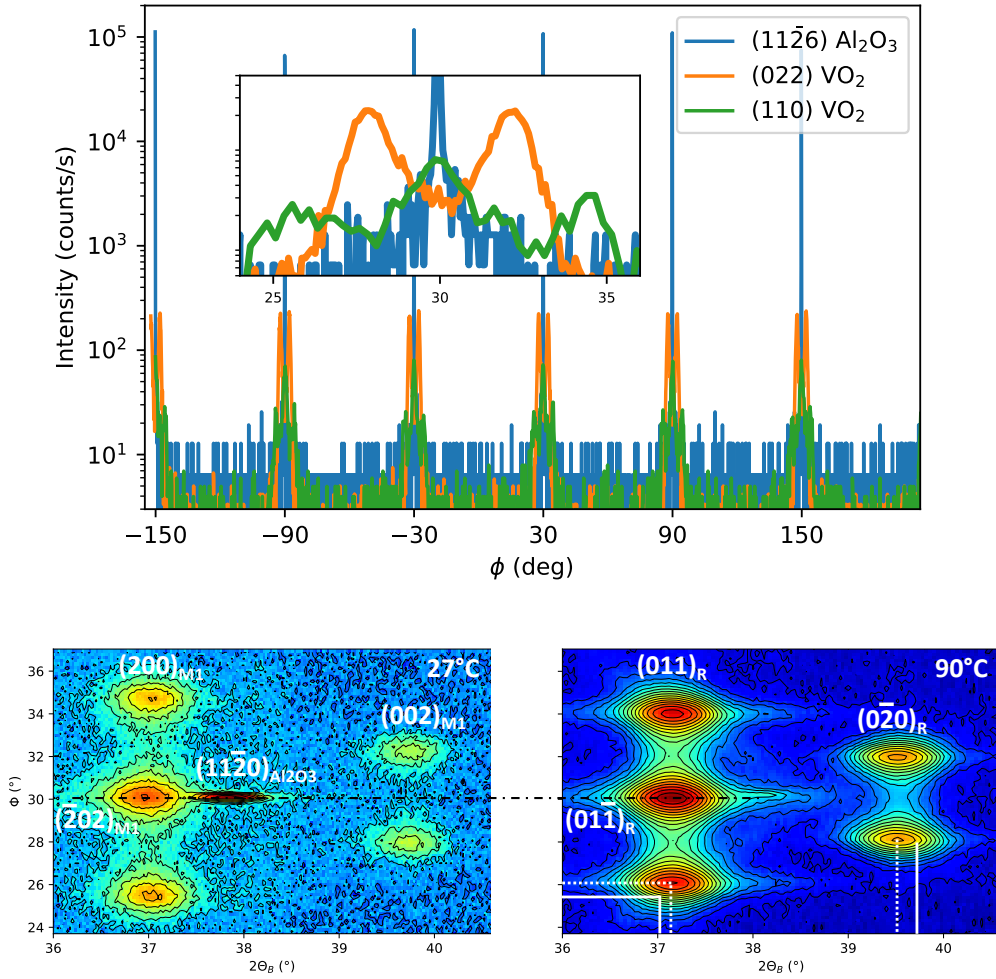 10⁵
10⁴
10³
10²
10¹
Intensity (counts/s)
(112̄6) Al₂O₃
(022) VO₂
(110) VO₂
25 30 35
−150 −90 −30 30 90 150
ϕ (deg)
36
34
32
30
28
26
24
Φ (°)
(200)M1
27°C
(002)M1
(112̄0)Al2O3
(2̄02)M1
36 37 38 39 40
2Θ_B (°)
(011)R
90°C
(02̄0)R
(011̄)R
36 37 38 39 40
2Θ_B (°)